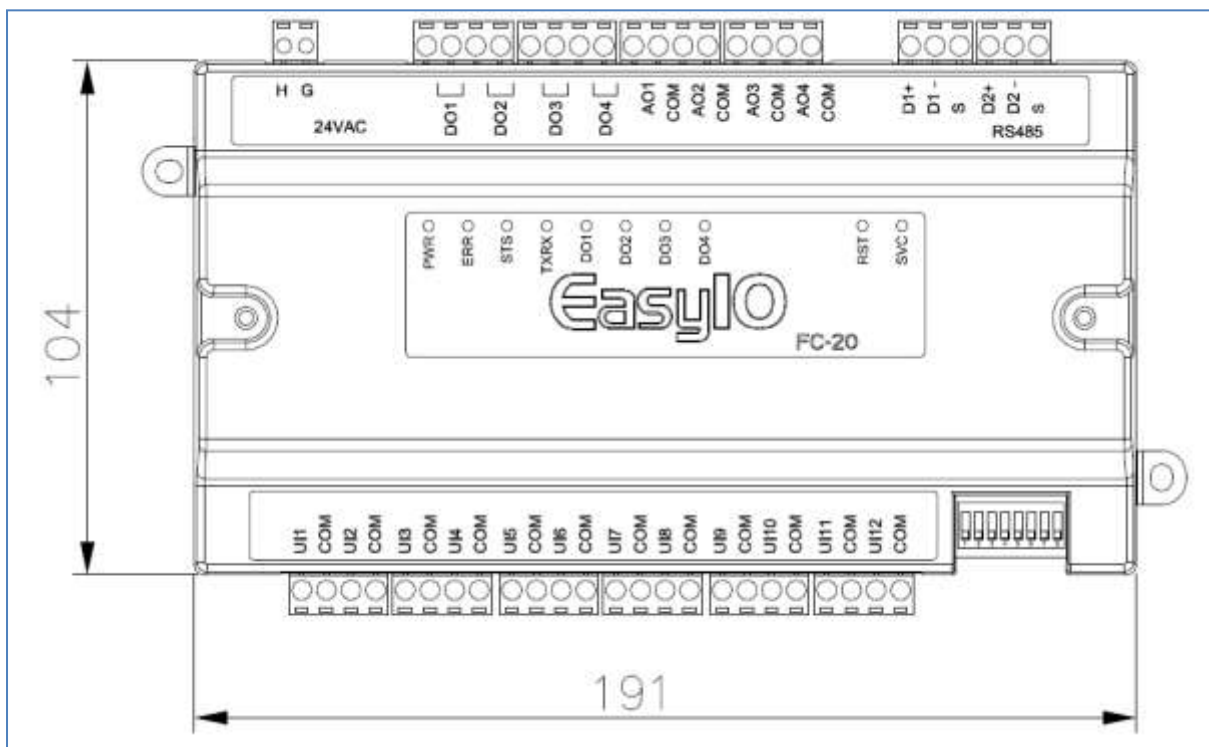 H G
24VAC
DO1 DO2 DO3 DO4
AO1 COM AO2 COM AO3 COM AO4 COM
D1+ D1- S D2+ D2- S
RS485
PWR ERR STS TXRX DO1 DO2 DO3 DO4 RST SVC
EasyIO
FC-20
104
UI1 COM UI2 COM UI3 COM UI4 COM UI5 COM UI6 COM UI7 COM UI8 COM UI9 COM UI10 COM UI11 COM UI12 COM
191